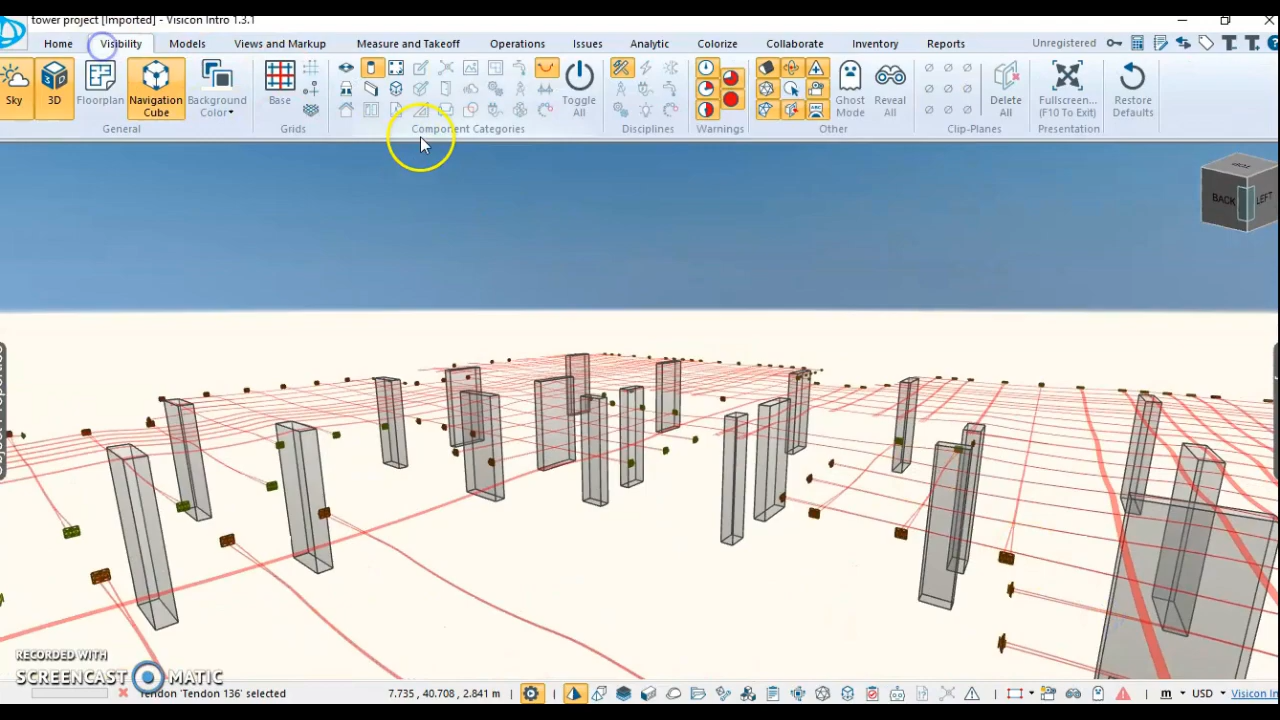 tower project [Imported] - Visicon Intro 1.3.1
Home Visibility Models Views and Markup Measure and Takeoff Operations Issues Analytic Colorize Collaborate Inventory Reports Unregistered
Sky 3D Floorplan Navigation Cube Background Color Base Toggle All Ghost Mode Reveal All Delete All Fullscreen... (F10 To Exit) Restore Defaults
General Grids Component Categories Disciplines Warnings Other Clip-Planes Presentation
TOP
BACK LEFT
RECORDED WITH
SCREENCAST MATIC
Tendon 'Tendon 136' selected 7.735, 40.708, 2.841 m m USD Visicon In